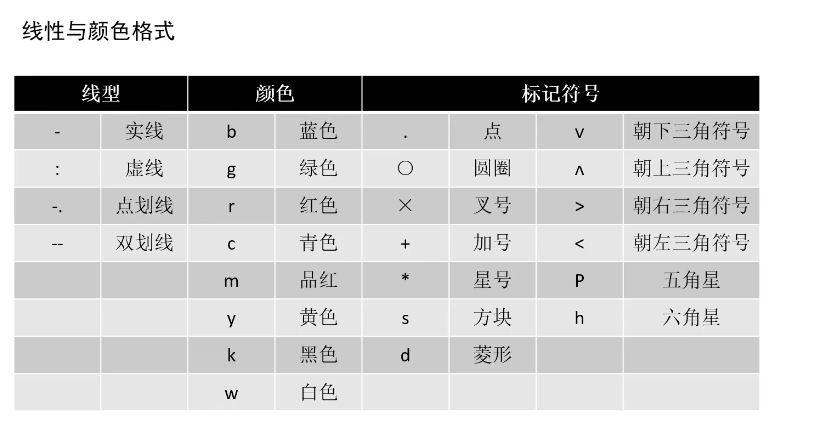 线性与颜色格式
线型 颜色 标记符号
- 实线 b 蓝色 . 点 v 朝下三角符号
: 虚线 g 绿色 〇 圆圈 ʌ 朝上三角符号
-. 点划线 r 红色 × 叉号 > 朝右三角符号
-- 双划线 c 青色 + 加号 < 朝左三角符号
m 品红 * 星号 P 五角星
y 黄色 s 方块 h 六角星
k 黑色 d 菱形
w 白色